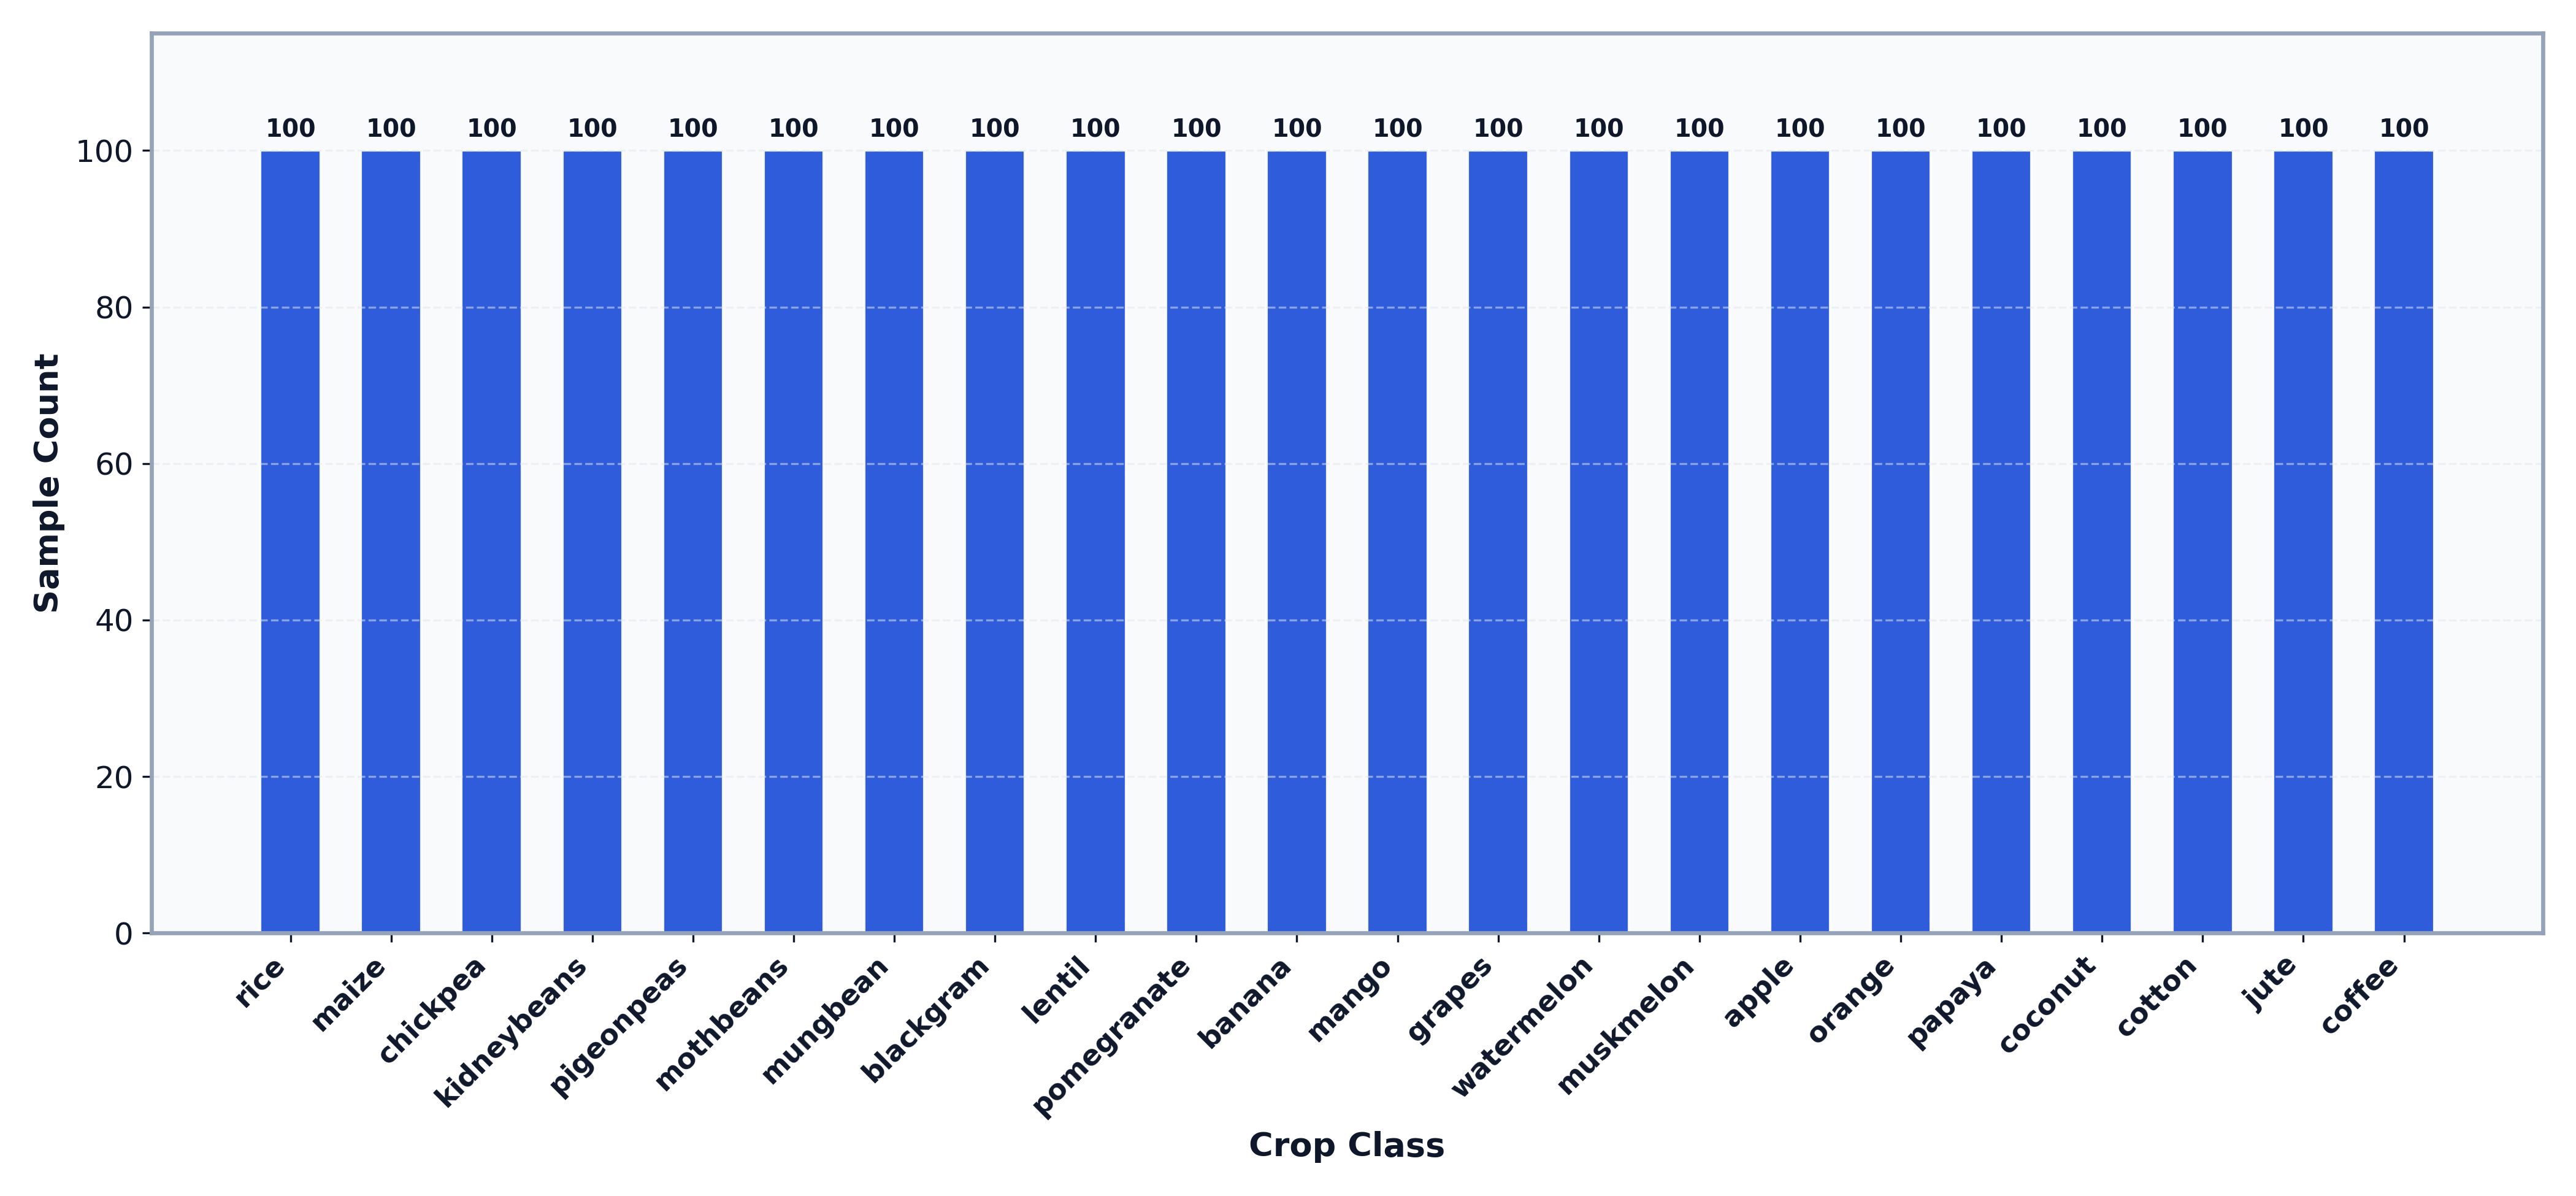 100 100 100 100 100 100 100 100 100 100 100 100 100 100 100 100 100 100 100 100 100 100
100
80
60
40
20
0
Sample Count
rice maize chickpea kidneybeans pigeonpeas mothbeans mungbean blackgram lentil pomegranate banana mango grapes watermelon muskmelon apple orange papaya coconut cotton jute coffee
Crop Class